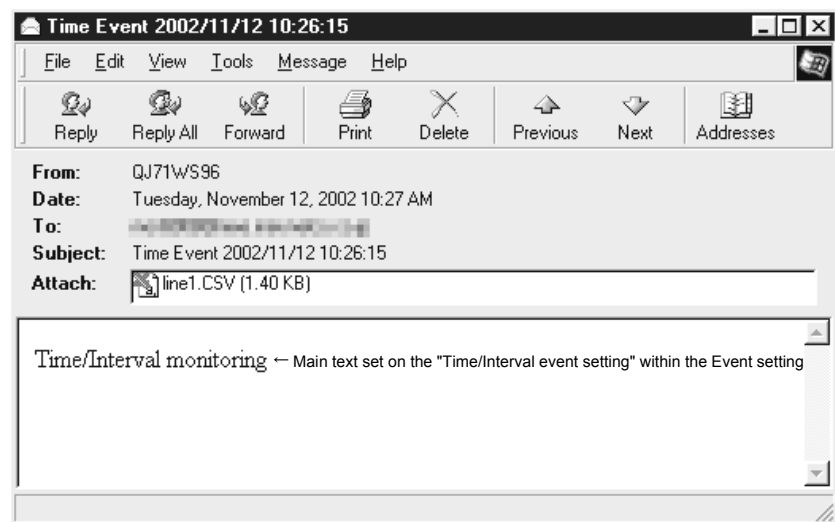 Time Event 2002/11/12 10:26:15
File Edit View Tools Message Help
Reply Reply All Forward Print Delete Previous Next Addresses
From: QJ71WS96
Date: Tuesday, November 12, 2002 10:27 AM
To:
Subject: Time Event 2002/11/12 10:26:15
Attach: line1.CSV (1.40 KB)
Time/Interval monitoring ← Main text set on the "Time/Interval event setting" within the Event setting